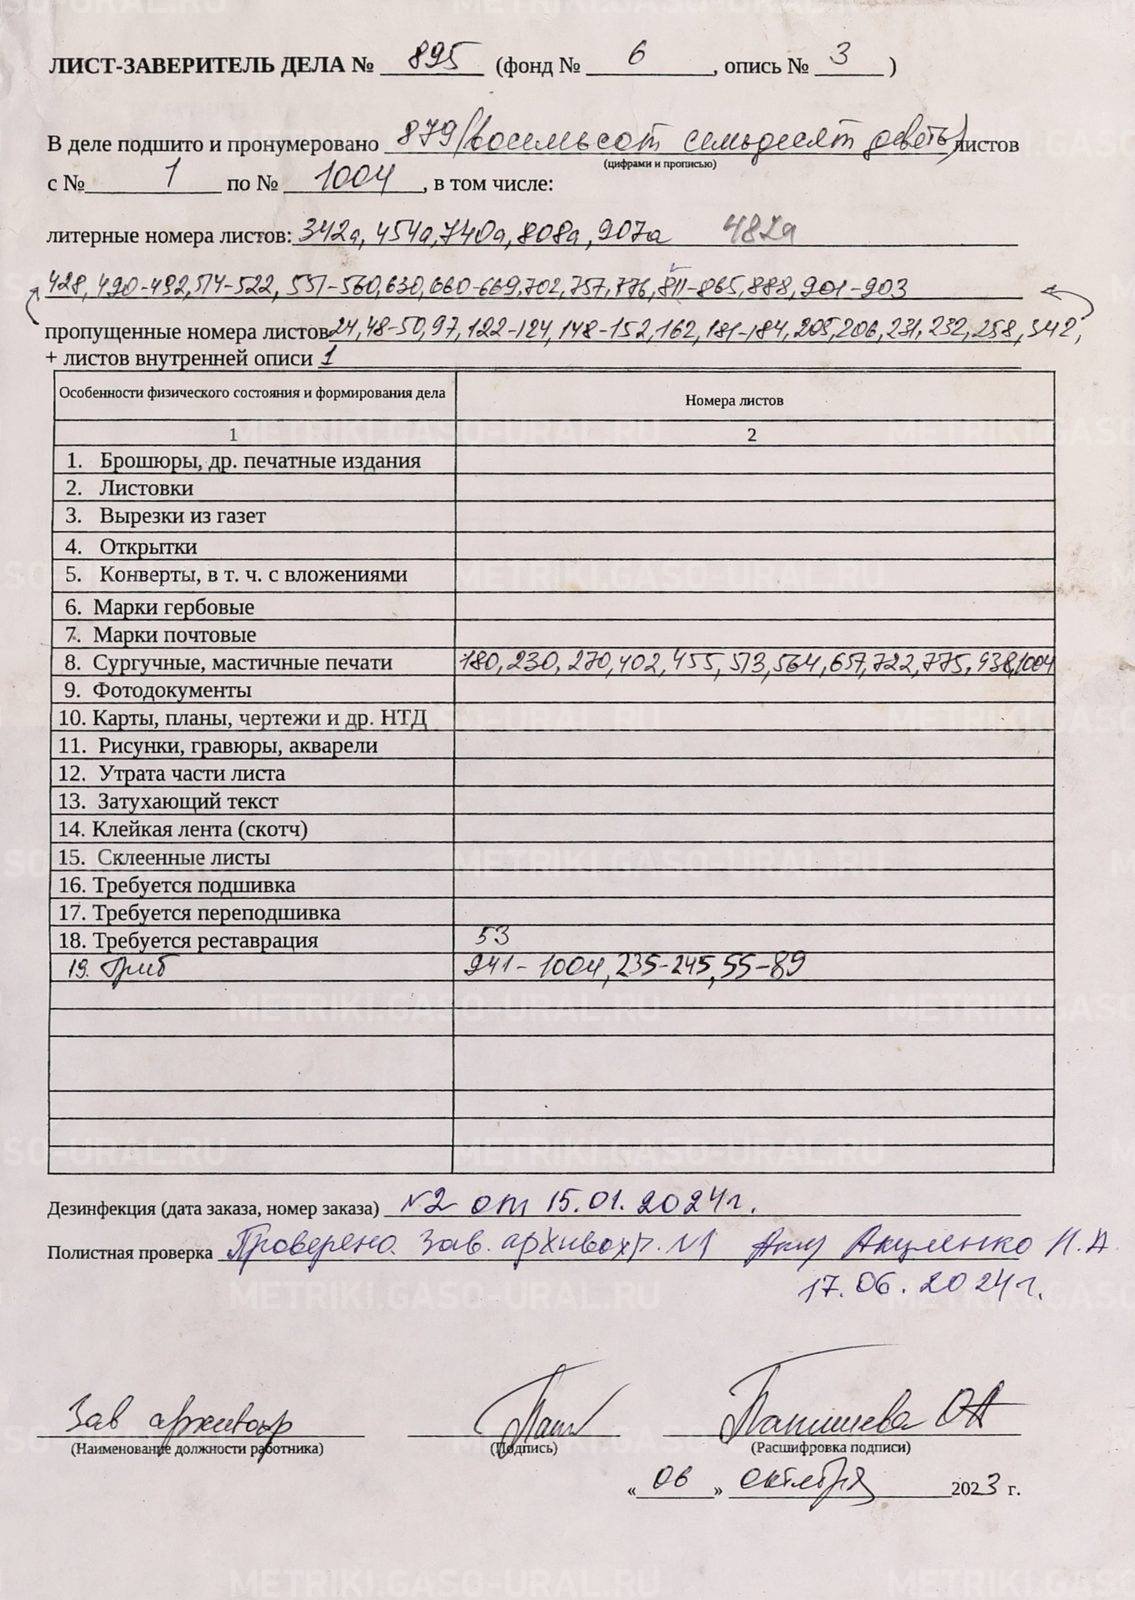 ЛИСТ-ЗАВЕРИТЕЛЬ ДЕЛА № 895 (фонд № 6, опись № 3)
В деле подшито и пронумеровано 879 (восемьсот семьдесят девять) листов
(цифрами и прописью)
с № 1 по № 1004, в том числе:
литерные номера листов: 342а, 454а, 740а, 808а, 907а 482а
428, 490-492, 514-522, 551-560, 630, 660-669, 702, 757, 776, 811-865, 888, 901-903
пропущенные номера листов 24, 48-50, 97, 122-124, 148-152, 162, 181-184, 205, 206, 231, 232, 258, 342,
+ листов внутренней описи 1
Особенности физического состояния и формирования дела Номера листов
1 2
1. Брошюры, др. печатные издания
2. Листовки
3. Вырезки из газет
4. Открытки
5. Конверты, в т. ч. с вложениями
6. Марки гербовые
7. Марки почтовые
8. Сургучные, мастичные печати 180, 230, 270, 402, 455, 513, 564, 657, 722, 775, 938, 1004
9. Фотодокументы
10. Карты, планы, чертежи и др. НТД
11. Рисунки, гравюры, акварели
12. Утрата части листа
13. Затухающий текст
14. Клейкая лента (скотч)
15. Склеенные листы
16. Требуется подшивка
17. Требуется переподшивка
18. Требуется реставрация 53
19. Гриб 941-1004, 235-245, 55-89
Дезинфекция (дата заказа, номер заказа) №2 от 15.01.2024г.
Полистная проверка Проверено. Зав. архивохр. №1 Акуленко Н.А.
17.06.2024г.
Зав архивохр Папишева ОА
(Наименование должности работника) (Подпись) (Расшифровка подписи)
« 06 » октября 2023 г.
METRIKI.GASO-URAL.RU